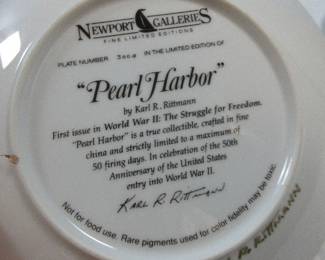 NEWPORT GALLERIES
FINE LIMITED EDITIONS
PLATE NUMBER IN THE LIMITED EDITION OF
"Pearl Harbor"
by Karl R. Rittmann
First issue in World War II: The Struggle for Freedom.
"Pearl Harbor" is a true collectible, crafted in fine
china and strictly limited to a maximum of
50 firing days. In celebration of the 50th
Anniversary of the United States
entry into World War II.
Karl R. Rittmann
Not for food use. Rare pigments used for color fidelity may be toxic.
R. RITTMANN